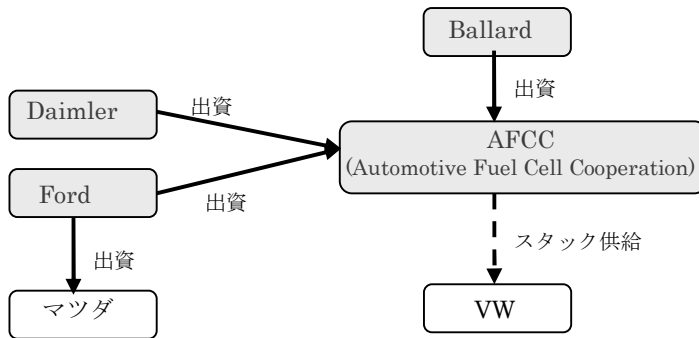 Ballard
出資
Daimler
出資
AFCC
(Automotive Fuel Cell Cooperation)
Ford
出資
出資
スタック供給
マツダ
VW